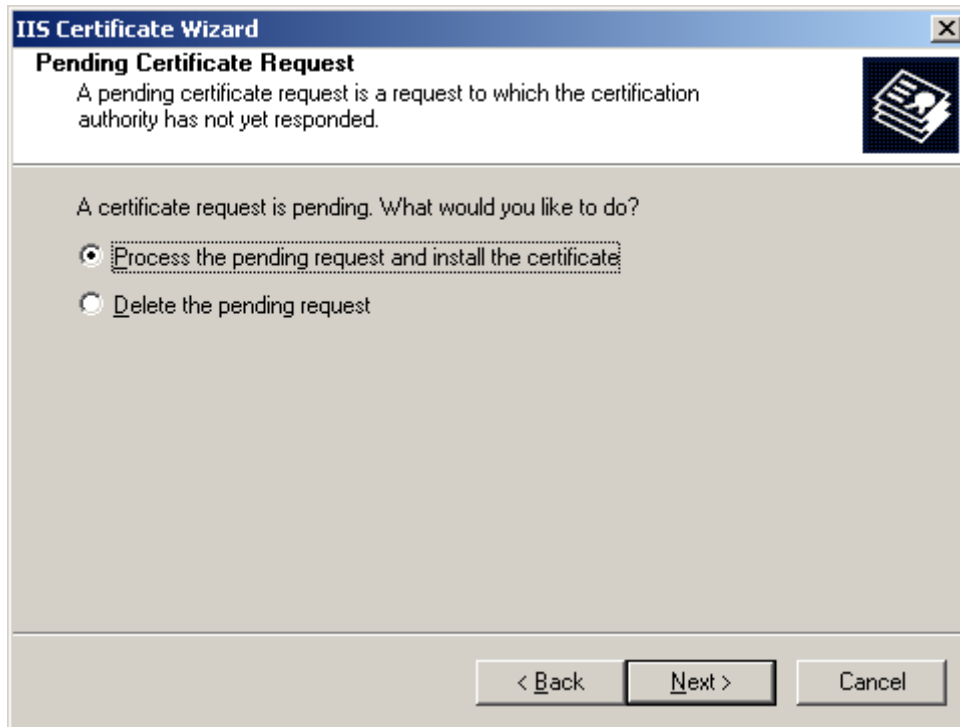 IIS Certificate Wizard
Pending Certificate Request
A pending certificate request is a request to which the certification
authority has not yet responded.
A certificate request is pending. What would you like to do?
Process the pending request and install the certificate
Delete the pending request
< Back
Next >
Cancel